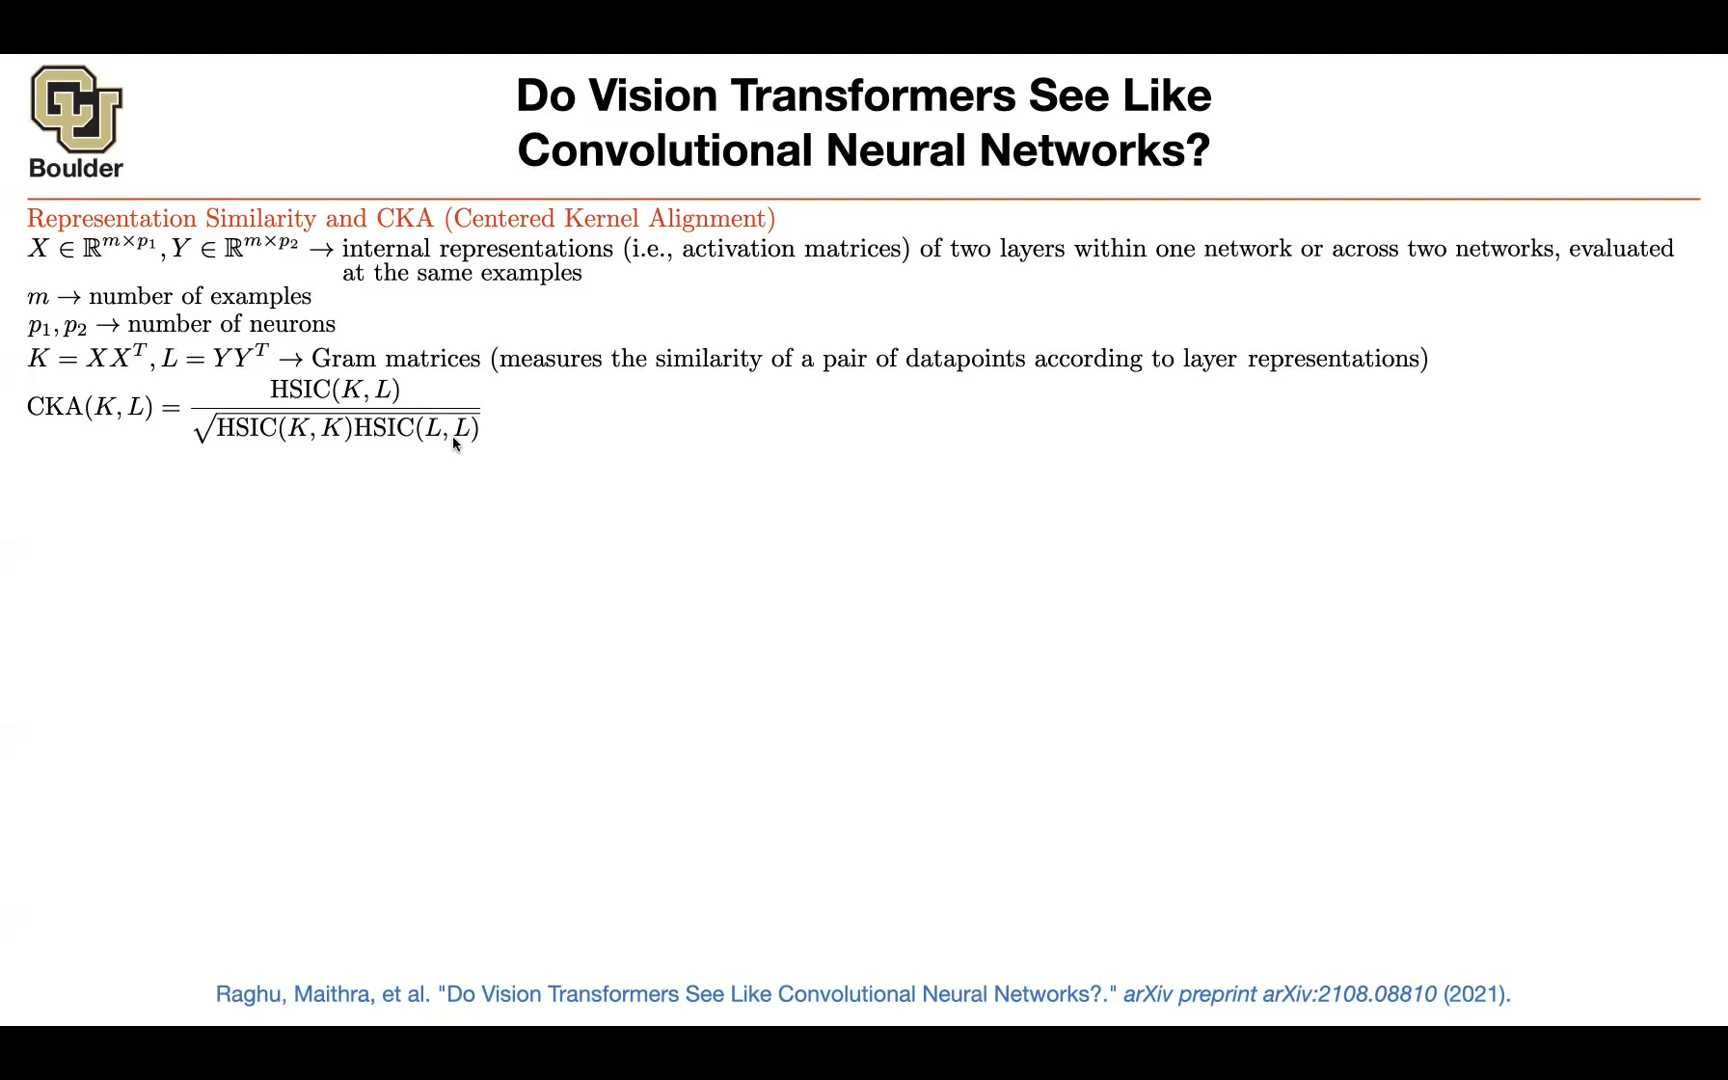 Boulder
Do Vision Transformers See Like
Convolutional Neural Networks?
Representation Similarity and CKA (Centered Kernel Alignment)
X ∈ ℝ^{m×p₁}, Y ∈ ℝ^{m×p₂} → internal representations (i.e., activation matrices) of two layers within one network or across two networks, evaluated
at the same examples
m → number of examples
p₁, p₂ → number of neurons
K = XX^T, L = YY^T → Gram matrices (measures the similarity of a pair of datapoints according to layer representations)
CKA(K, L) = HSIC(K, L) / √(HSIC(K, K)HSIC(L, L))
Raghu, Maithra, et al. "Do Vision Transformers See Like Convolutional Neural Networks?." arXiv preprint arXiv:2108.08810 (2021).